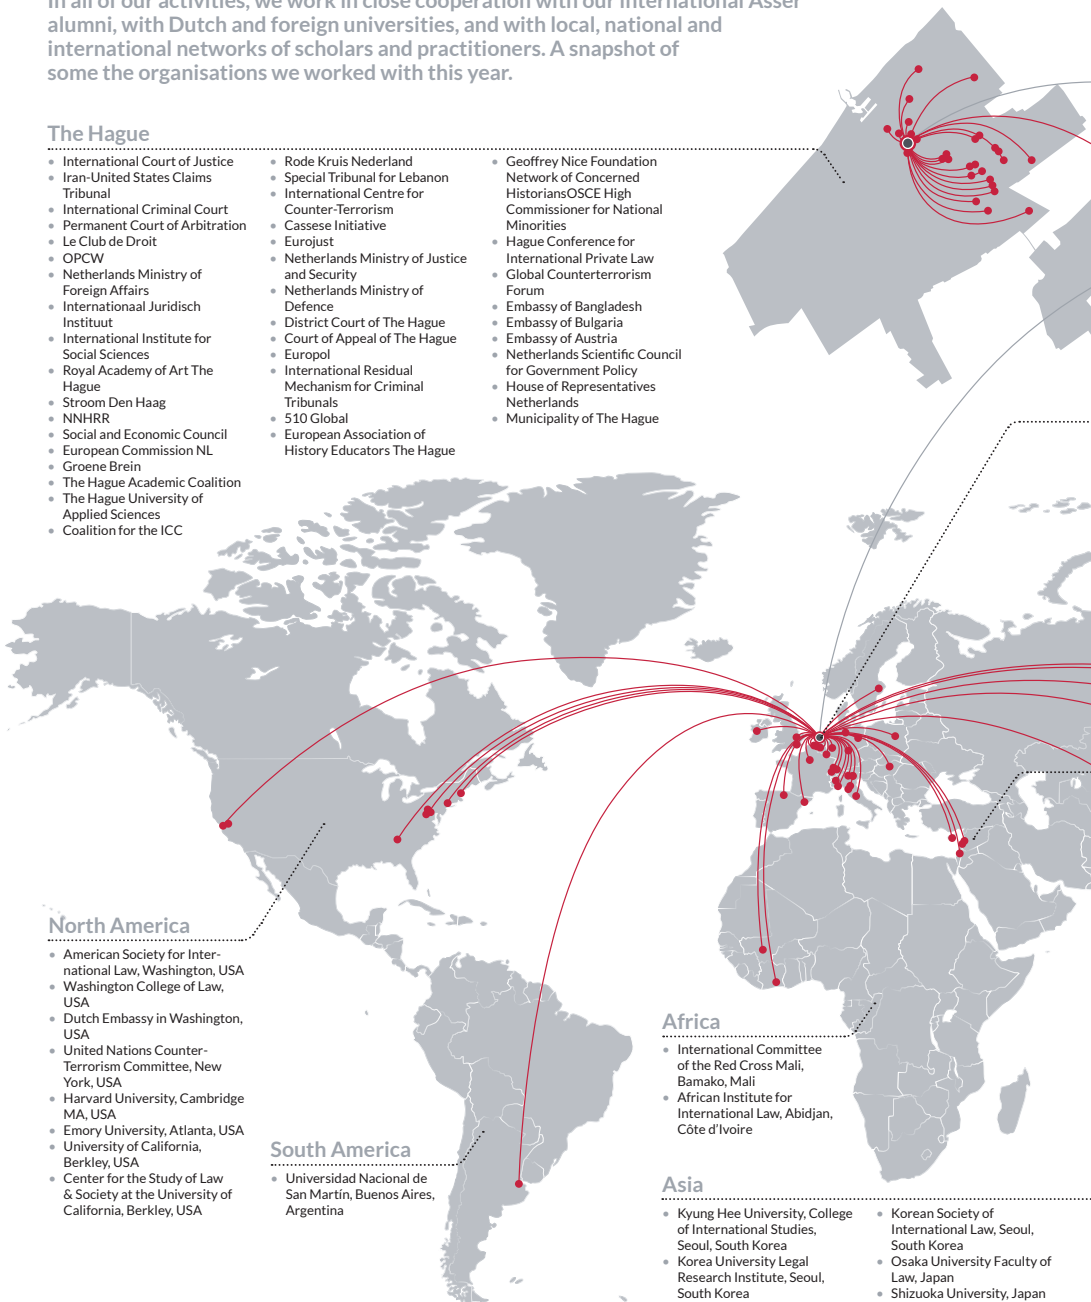 In all of our activities, we work in close cooperation with our international Asser
alumni, with Dutch and foreign universities, and with local, national and
international networks of scholars and practitioners. A snapshot of
some the organisations we worked with this year.
The Hague
International Court of Justice
Iran-United States Claims
Tribunal
International Criminal Court
Permanent Court of Arbitration
Le Club de Droit
OPCW
Netherlands Ministry of
Foreign Affairs
Internationaal Juridisch
Instituut
International Institute for
Social Sciences
Royal Academy of Art The
Hague
Stroom Den Haag
NNHRR
Social and Economic Council
European Commission NL
Groene Brein
The Hague Academic Coalition
The Hague University of
Applied Sciences
Coalition for the ICC
Rode Kruis Nederland
Special Tribunal for Lebanon
International Centre for
Counter-Terrorism
Cassese Initiative
Eurojust
Netherlands Ministry of Justice
and Security
Netherlands Ministry of
Defence
District Court of The Hague
Court of Appeal of The Hague
Europol
International Residual
Mechanism for Criminal
Tribunals
510 Global
European Association of
History Educators The Hague
Geoffrey Nice Foundation
Network of Concerned
HistoriansOSCE High
Commissioner for National
Minorities
Hague Conference for
International Private Law
Global Counterterrorism
Forum
Embassy of Bangladesh
Embassy of Bulgaria
Embassy of Austria
Netherlands Scientific Council
for Government Policy
House of Representatives
Netherlands
Municipality of The Hague
North America
American Society for Inter-
national Law, Washington, USA
Washington College of Law,
USA
Dutch Embassy in Washington,
USA
United Nations Counter-
Terrorism Committee, New
York, USA
Harvard University, Cambridge
MA, USA
Emory University, Atlanta, USA
University of California,
Berkley, USA
Center for the Study of Law
& Society at the University of
California, Berkley, USA
South America
Universidad Nacional de
San Martín, Buenos Aires,
Argentina
Africa
International Committee
of the Red Cross Mali,
Bamako, Mali
African Institute for
International Law, Abidjan,
Côte d'Ivoire
Asia
Kyung Hee University, College
of International Studies,
Seoul, South Korea
Korea University Legal
Research Institute, Seoul,
South Korea
Korean Society of
International Law, Seoul,
South Korea
Osaka University Faculty of
Law, Japan
Shizuoka University, Japan